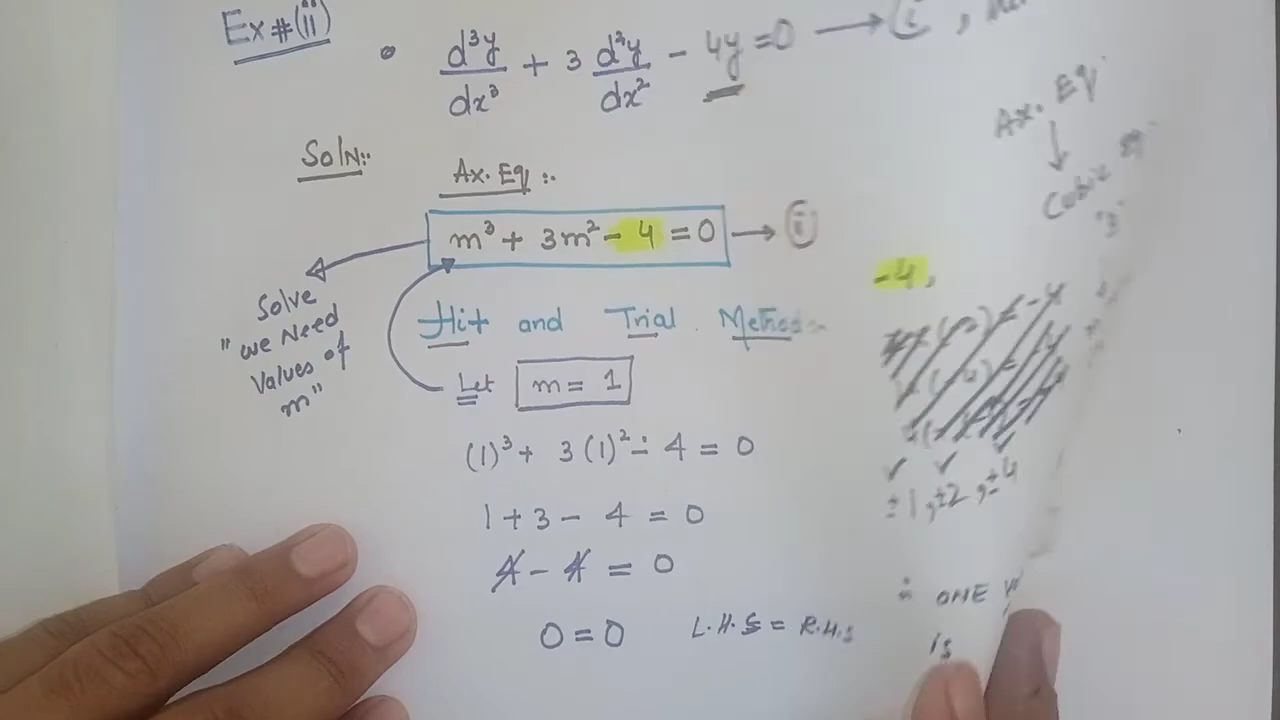 Ex#(ii)
• d³y/dx³ + 3 d²y/dx² - 4y = 0 → (i) ,
Ax. Eq
↓
Cubic
"3"
Soln::
Ax. Eq :-
m³ + 3m² - 4 = 0 → (i)
Solve
"we Need
Values of
m"
-4,
Hit and Trial Method
Let m = 1
(1)³ + 3(1)² - 4 = 0
±1, ±2, ±4
1 + 3 - 4 = 0
4 - 4 = 0
∴ ONE
0 = 0 L.H.S = R.H.S
is